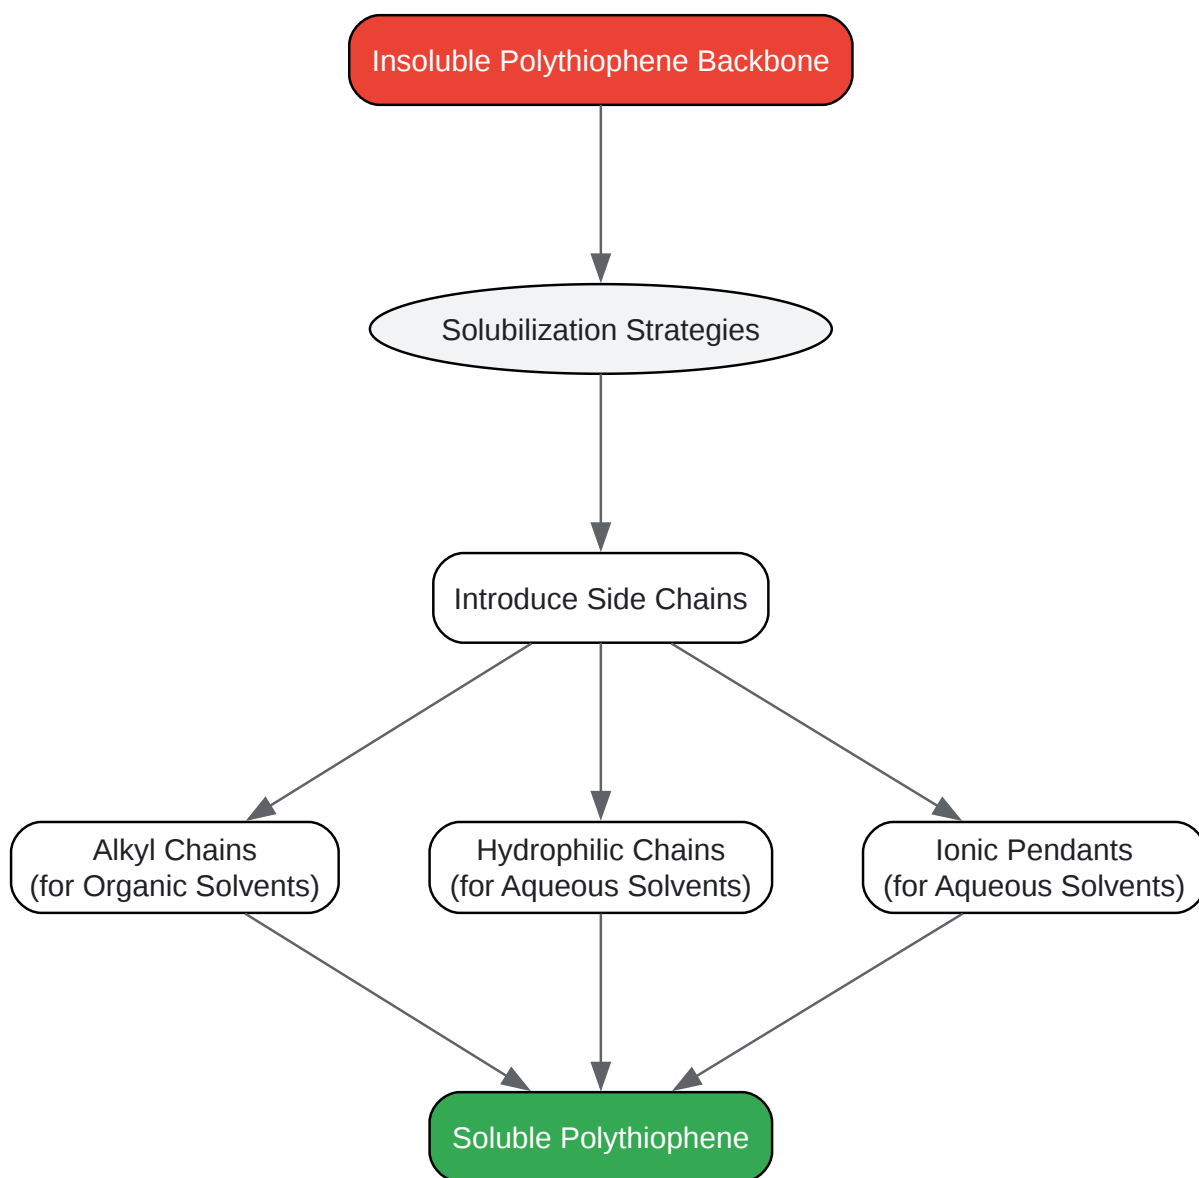 Insoluble Polythiophene Backbone
Solubilization Strategies
Introduce Side Chains
Alkyl Chains
(for Organic Solvents)
Hydrophilic Chains
(for Aqueous Solvents)
Ionic Pendants
(for Aqueous Solvents)
Soluble Polythiophene